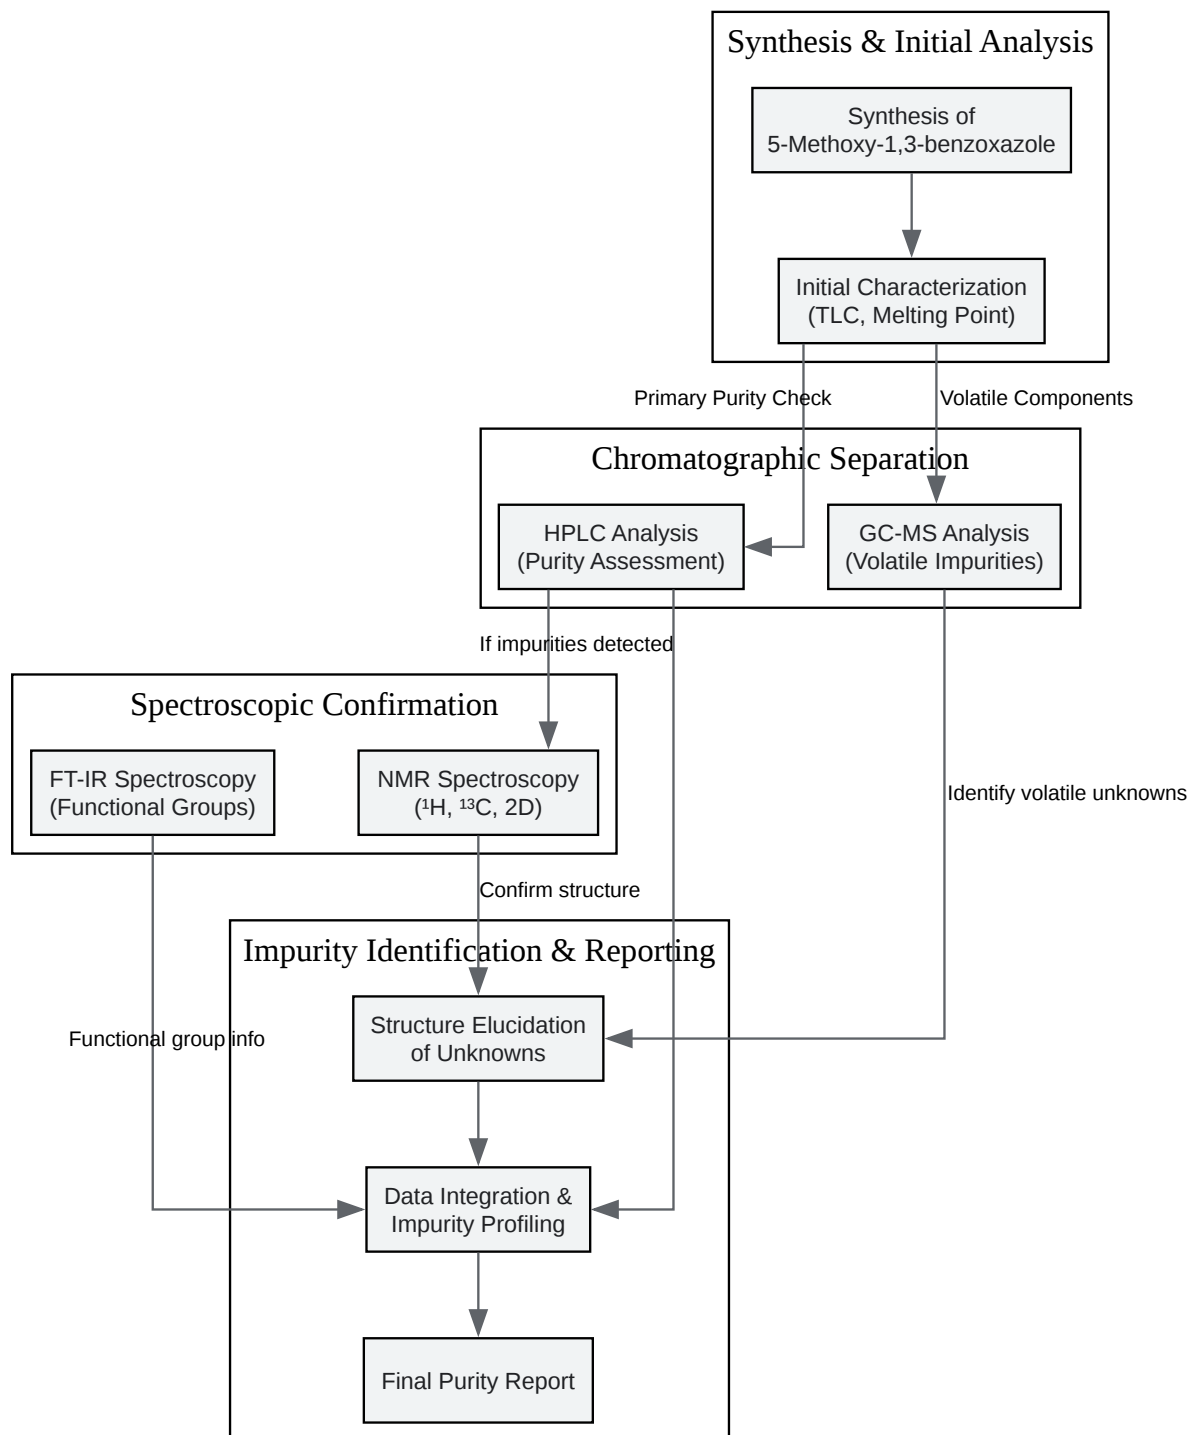 Synthesis & Initial Analysis
Synthesis of
5-Methoxy-1,3-benzoxazole
Initial Characterization
(TLC, Melting Point)
Primary Purity Check
Volatile Components
Chromatographic Separation
HPLC Analysis
(Purity Assessment)
GC-MS Analysis
(Volatile Impurities)
If impurities detected
Spectroscopic Confirmation
FT-IR Spectroscopy
(Functional Groups)
NMR Spectroscopy
(¹H, ¹³C, 2D)
Identify volatile unknowns
Confirm structure
Impurity Identification & Reporting
Structure Elucidation
of Unknowns
Functional group info
Data Integration &
Impurity Profiling
Final Purity Report